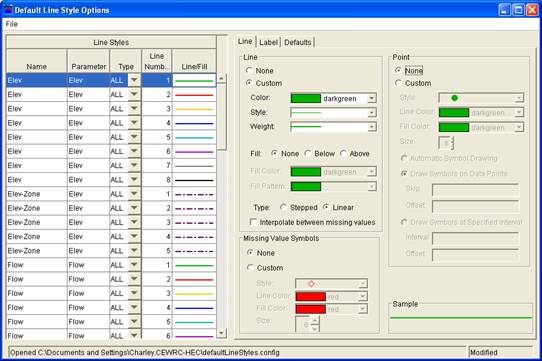 Default Line Style Options
File
Line Styles
Name Parameter Type Line Numb... Line/Fill
Elev Elev ALL 1
Elev Elev ALL 2
Elev Elev ALL 3
Elev Elev ALL 4
Elev Elev ALL 5
Elev Elev ALL 6
Elev Elev ALL 7
Elev Elev ALL 8
Elev-Zone Elev ALL 1
Elev-Zone Elev ALL 2
Elev-Zone Elev ALL 3
Elev-Zone Elev ALL 4
Elev-Zone Elev ALL 5
Flow Flow ALL 1
Flow Flow ALL 2
Flow Flow ALL 3
Flow Flow ALL 4
Flow Flow ALL 5
Flow Flow ALL 6
Line Label Defaults
Line
None
Custom
Color: darkgreen
Style:
Weight:
Fill: None Below Above
Fill Color: darkgreen
Fill Pattern:
Type: Stepped Linear
Interpolate between missing values
Missing Value Symbols
None
Custom
Style:
Line Color: red
Fill Color: red
Size: 8
Point
None
Custom
Style
Line Color: darkgreen
Fill Color: darkgreen
Size: 8
Automatic Symbol Drawing
Draw Symbols on Data Points
Skip
Offset
Draw Symbols at Specified Interval
Interval
Offset
Sample
Opened C:\Documents and Settings\Charley.CEWRC-HEC\defaultLineStyles.config
Modified